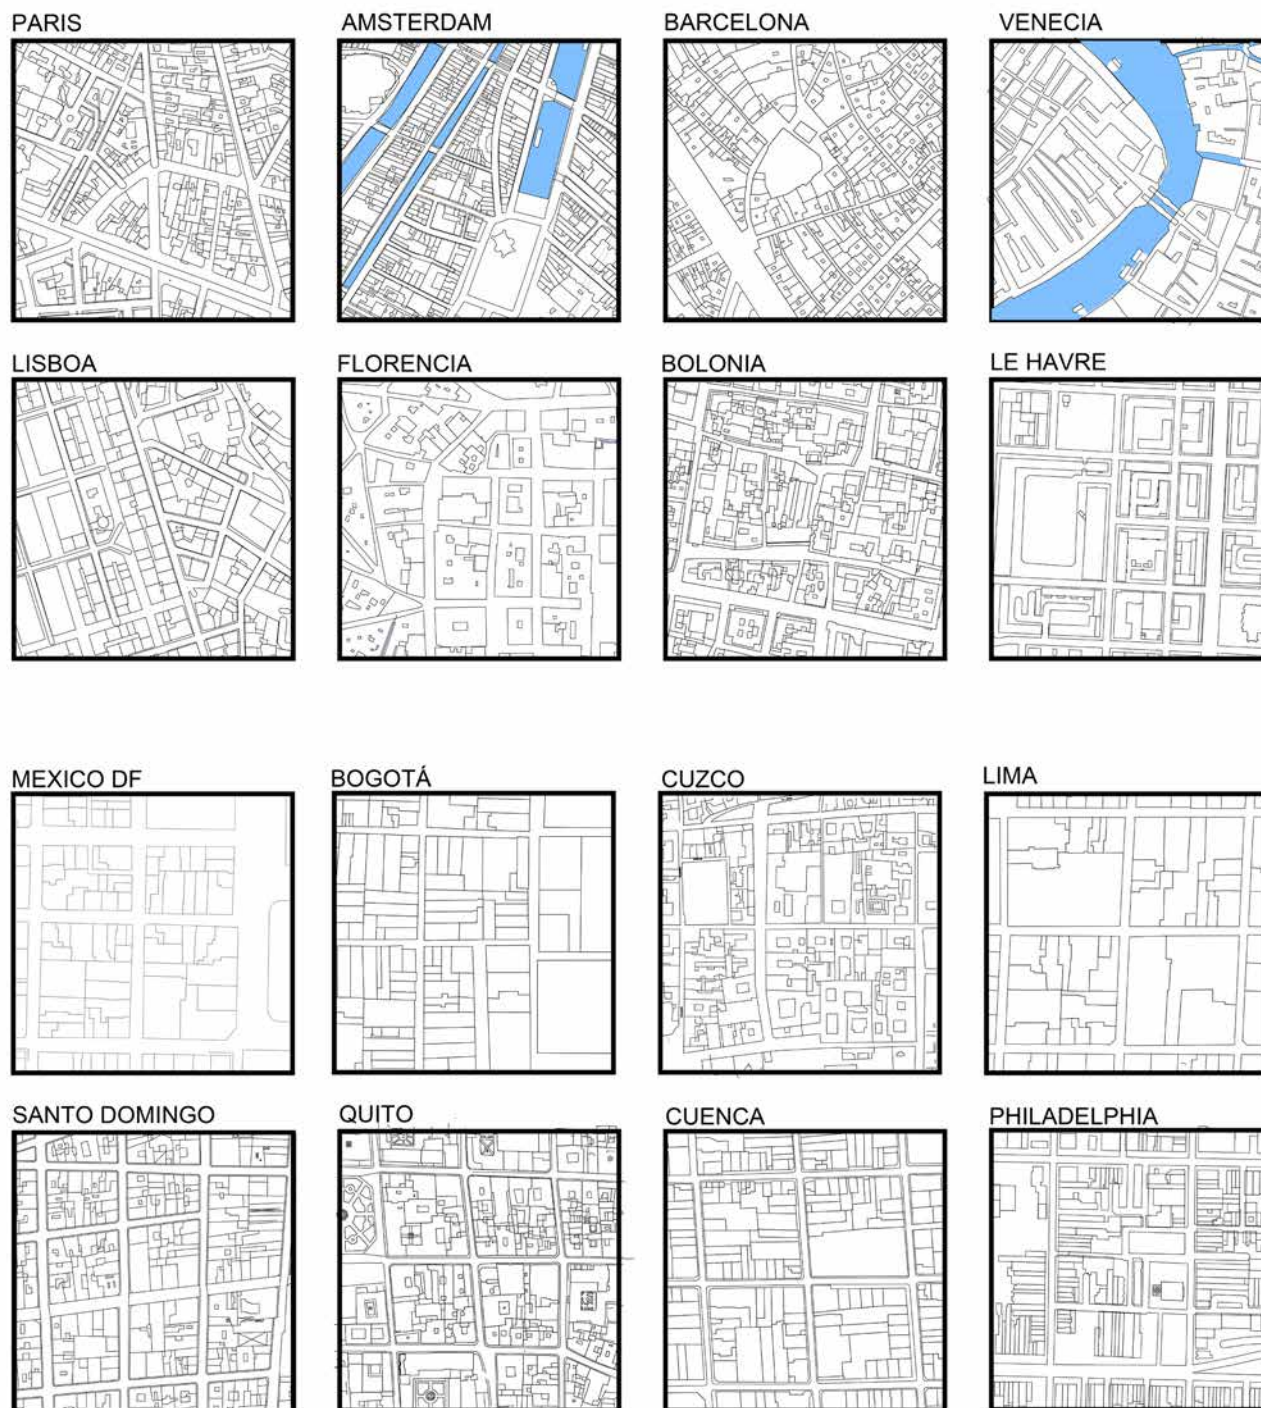 PARIS
AMSTERDAM
BARCELONA
VENECIA
LISBOA
FLORENCIA
BOLONIA
LE HAVRE
MEXICO DF
BOGOTÁ
CUZCO
LIMA
SANTO DOMINGO
QUITO
CUENCA
PHILADELPHIA